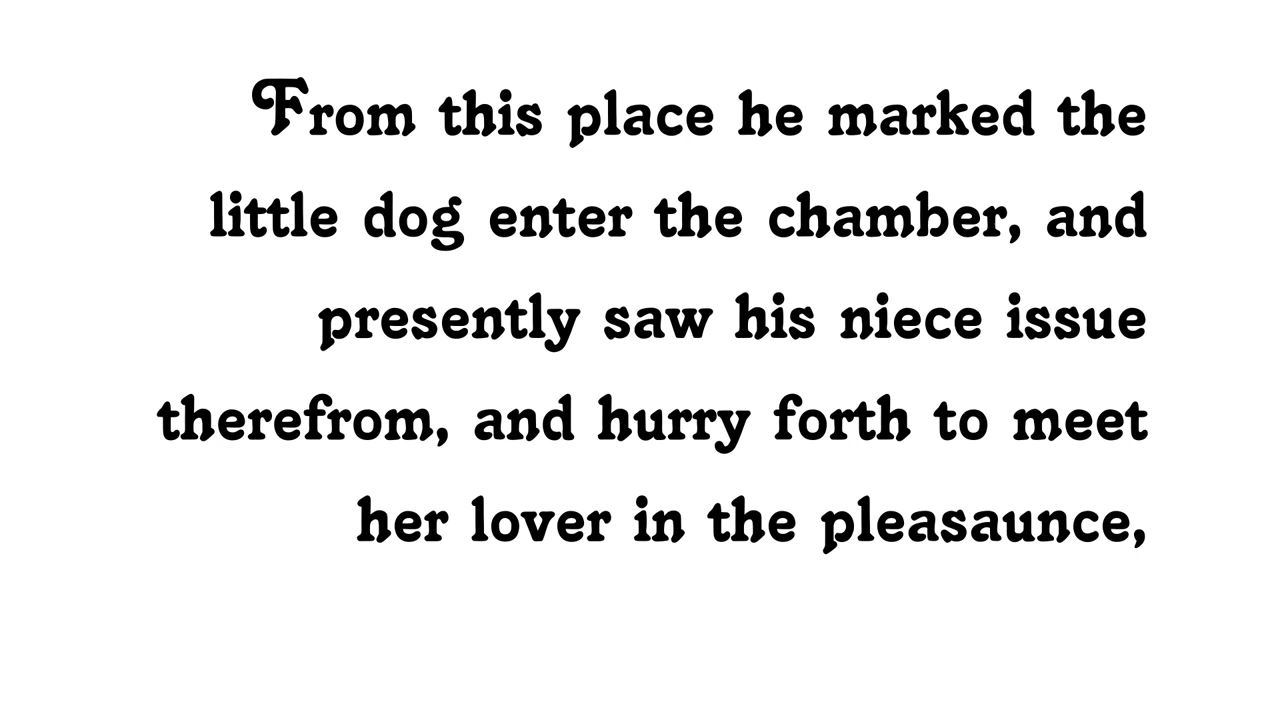 From this place he marked the
little dog enter the chamber, and
presently saw his niece issue
therefrom, and hurry forth to meet
her lover in the pleasaunce,